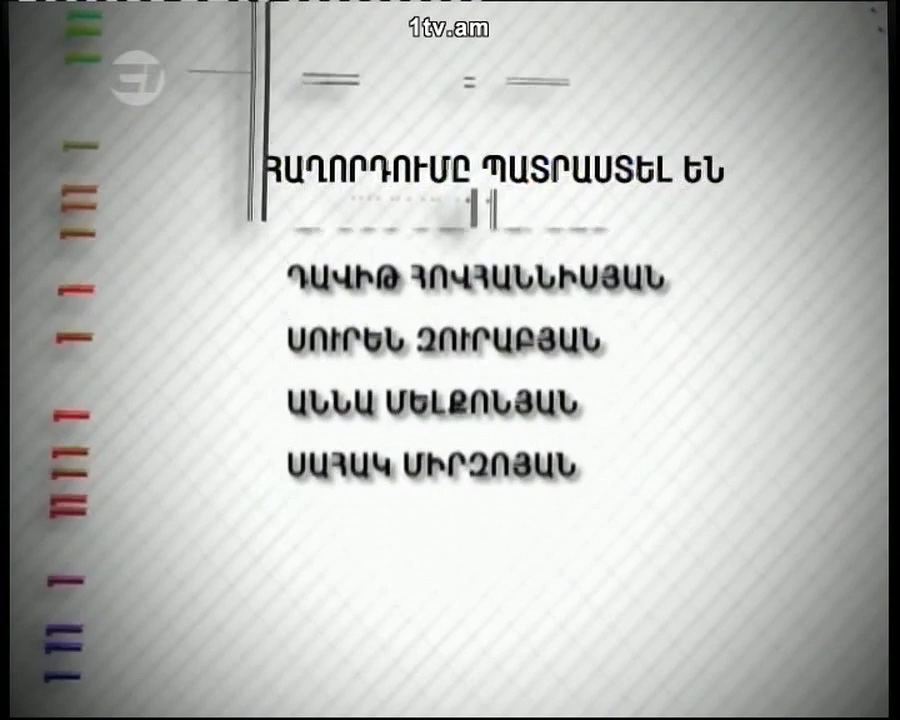 1tv.am
ՀԱՂՈՐԴՈՒՄԸ ՊԱՏՐԱՍՏԵԼ ԵՆ
ԴԱՎԻԹ ՀՈՎՀԱՆՆԻՍՅԱՆ
ՍՈՒՐԵՆ ԶՈՒՐԱԲՅԱՆ
ԱՆՆԱ ՄԵԼՔՈՆՅԱՆ
ՍԱՀԱԿ ՄԻՐԶՈՅԱՆ